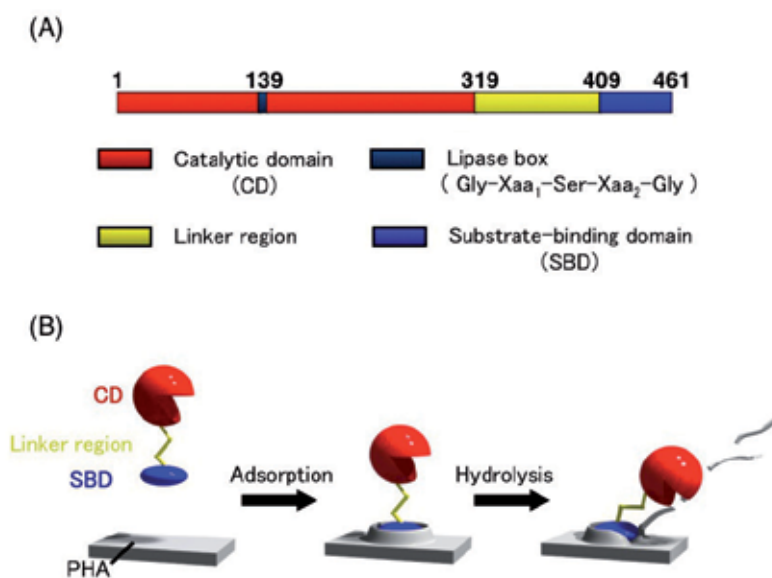 (A)
1 139 319 409 461
Catalytic domain
(CD)
Lipase box
( Gly-Xaa₁-Ser-Xaa₂-Gly )
Linker region
Substrate-binding domain
(SBD)
(B)
CD
Linker region
SBD
Adsorption
Hydrolysis
PHA